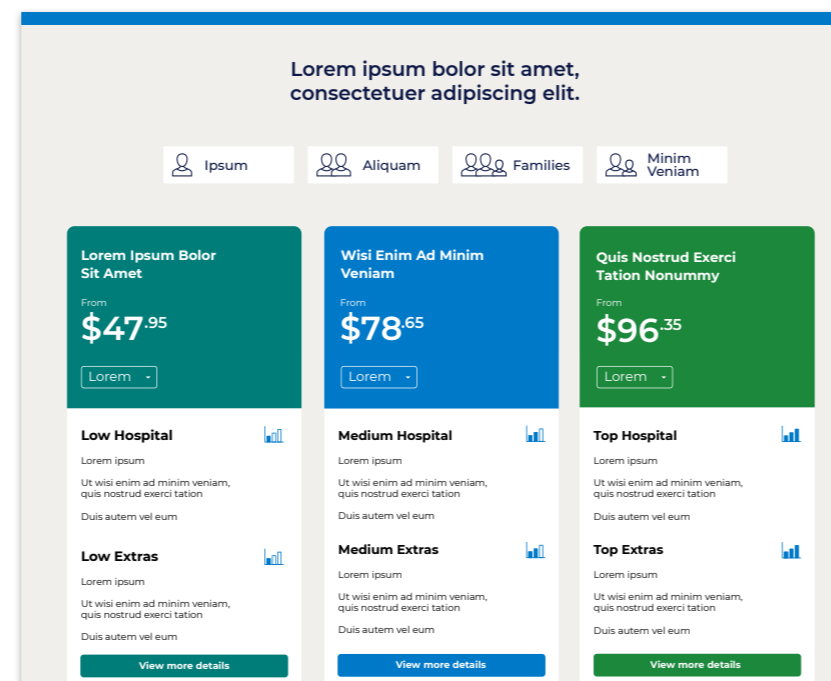 Lorem ipsum bolor sit amet,
consectetuer adipiscing elit.
Ipsum
Aliquam
Families
Minim
Veniam
Lorem Ipsum Bolor
Sit Amet
From
$47.95
Lorem
Low Hospital
Lorem ipsum
Ut wisi enim ad minim veniam,
quis nostrud exerci tation
Duis autem vel eum
Low Extras
Lorem ipsum
Ut wisi enim ad minim veniam,
quis nostrud exerci tation
Duis autem vel eum
View more details
Wisi Enim Ad Minim
Veniam
From
$78.65
Lorem
Medium Hospital
Lorem ipsum
Ut wisi enim ad minim veniam,
quis nostrud exerci tation
Duis autem vel eum
Medium Extras
Lorem ipsum
Ut wisi enim ad minim veniam,
quis nostrud exerci tation
Duis autem vel eum
View more details
Quis Nostrud Exerci
Tation Nonummy
From
$96.35
Lorem
Top Hospital
Lorem ipsum
Ut wisi enim ad minim veniam,
quis nostrud exerci tation
Duis autem vel eum
Top Extras
Lorem ipsum
Ut wisi enim ad minim veniam,
quis nostrud exerci tation
Duis autem vel eum
View more details